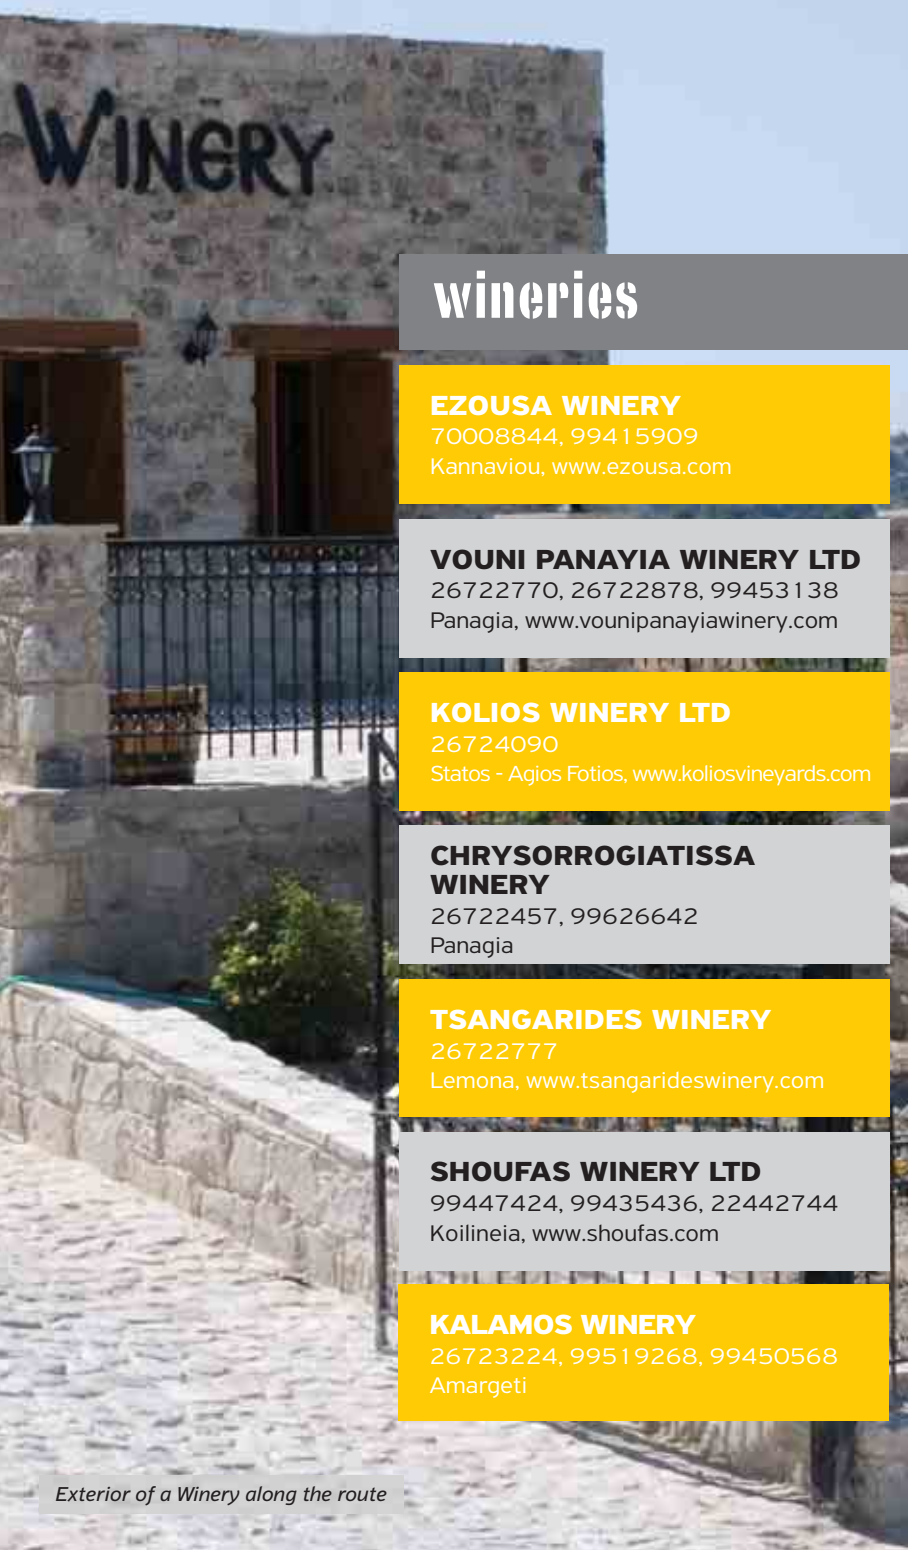 WINERY
wineries
EZOUSA WINERY
70008844, 99415909
Kannaviou, www.ezousa.com
VOUNI PANAYIA WINERY LTD
26722770, 26722878, 99453138
Panagia, www.vounipanayiawinery.com
KOLIOS WINERY LTD
26724090
Statos - Agios Fotios, www.koliosvineyards.com
CHRYSORROGIATISSA
WINERY
26722457, 99626642
Panagia
TSANGARIDES WINERY
26722777
Lemona, www.tsangarideswinery.com
SHOUFAS WINERY LTD
99447424, 99435436, 22442744
Koilineia, www.shoufas.com
KALAMOS WINERY
26723224, 99519268, 99450568
Amargeti
Exterior of a Winery along the route